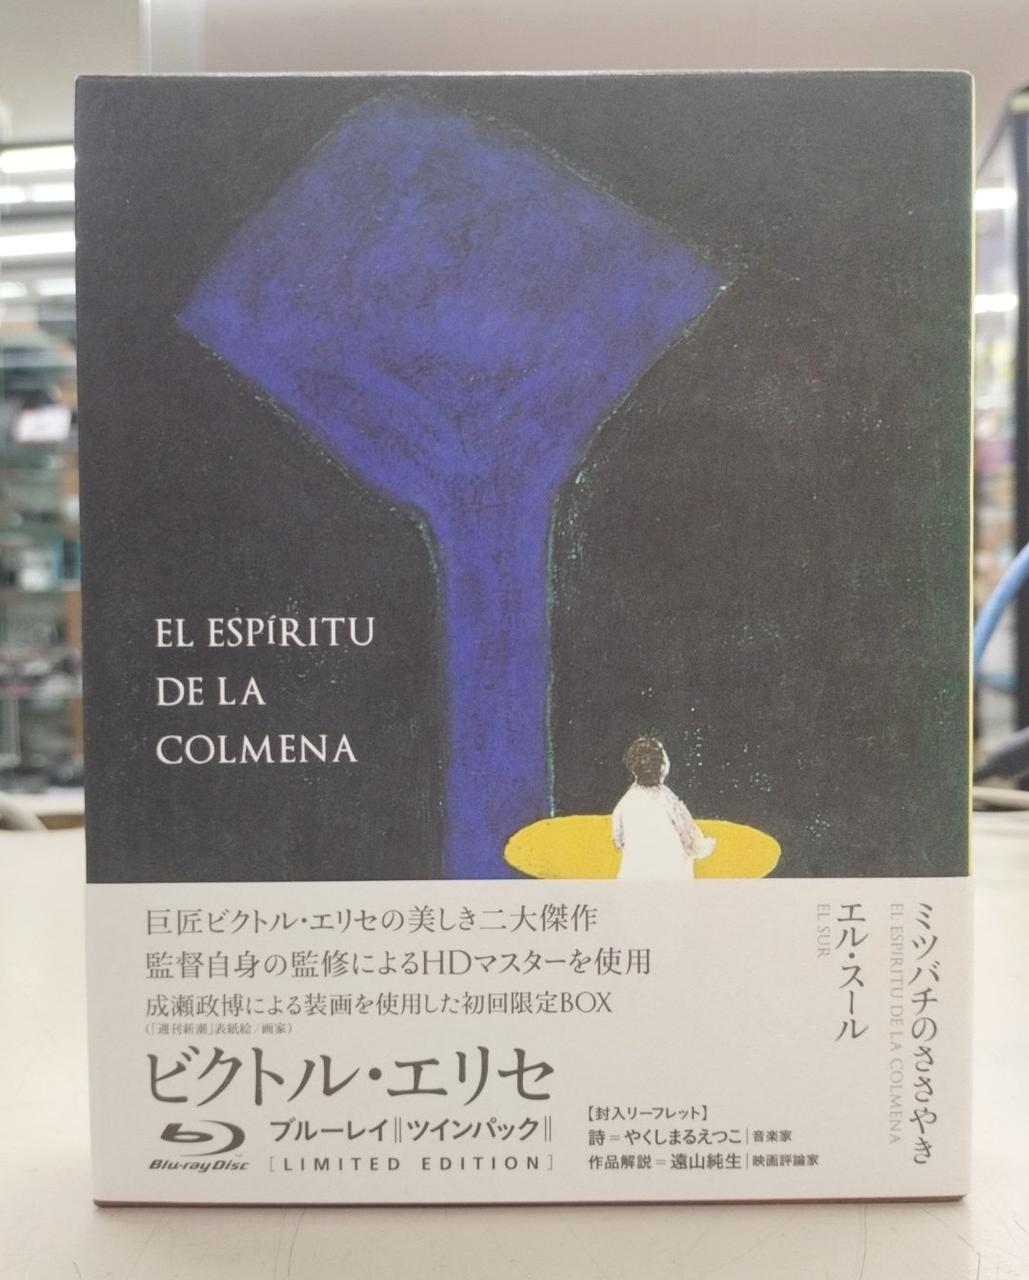 EL ESPÍRITU
DE LA
COLMENA
巨匠ビクトル・エリセの美しき二大傑作
監督自身の監修によるHDマスターを使用
成瀬政博による装画を使用した初回限定BOX
(「週刊新潮」表紙絵/画家)
ビクトル・エリセ
Blu-ray Disc
ブルーレイ‖ツインパック‖
[LIMITED EDITION]
【封入リーフレット】
詩=やくしまるえつこ|音楽家
作品解説=遠山純生|映画評論家
ミツバチのささやき
EL ESPIRITU DE LA COLMENA
エル・スール
EL SUR